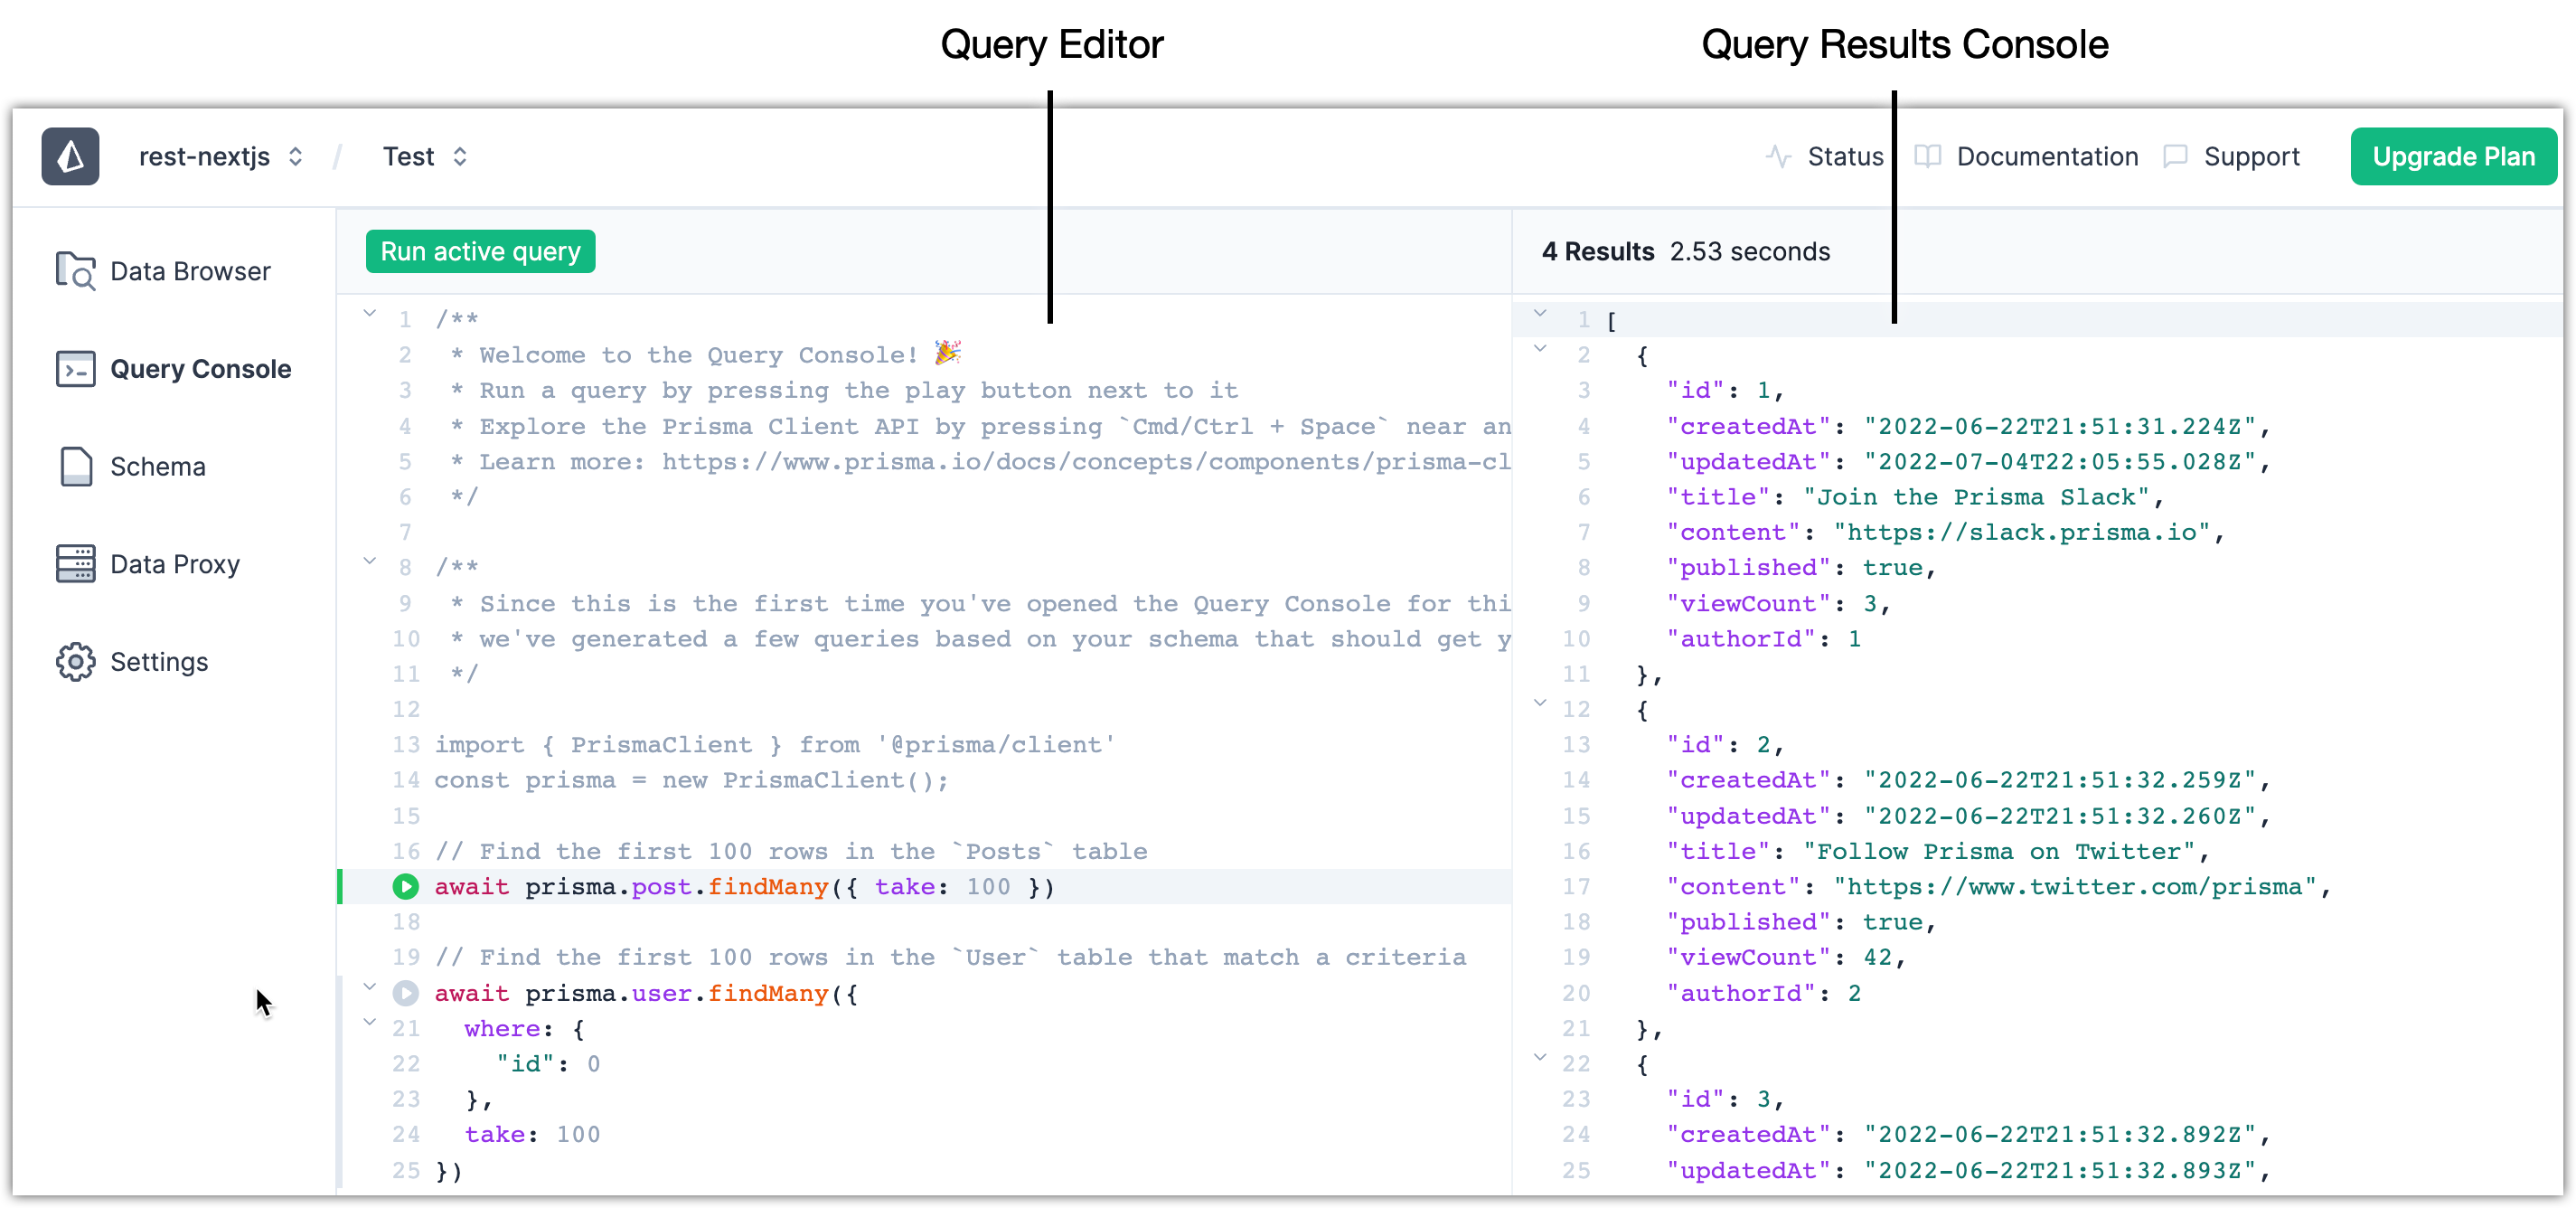 Query Editor
Query Results Console
rest-nextjs / Test
Status
Documentation
Support
Upgrade Plan
Data Browser
Query Console
Schema
Data Proxy
Settings
Run active query
1 /**
2  * Welcome to the Query Console! 🎉
3  * Run a query by pressing the play button next to it
4  * Explore the Prisma Client API by pressing `Cmd/Ctrl + Space` near an
5  * Learn more: https://www.prisma.io/docs/concepts/components/prisma-cl
6  */
7
8 /**
9  * Since this is the first time you've opened the Query Console for thi
10  * we've generated a few queries based on your schema that should get y
11  */
12
13 import { PrismaClient } from '@prisma/client'
14 const prisma = new PrismaClient();
15
16 // Find the first 100 rows in the `Posts` table
await prisma.post.findMany({ take: 100 })
18
19 // Find the first 100 rows in the `User` table that match a criteria
await prisma.user.findMany({
21   where: {
22     "id": 0
23   },
24   take: 100
25 })
4 Results 2.53 seconds
1 [
2   {
3     "id": 1,
4     "createdAt": "2022-06-22T21:51:31.224Z",
5     "updatedAt": "2022-07-04T22:05:55.028Z",
6     "title": "Join the Prisma Slack",
7     "content": "https://slack.prisma.io",
8     "published": true,
9     "viewCount": 3,
10     "authorId": 1
11   },
12   {
13     "id": 2,
14     "createdAt": "2022-06-22T21:51:32.259Z",
15     "updatedAt": "2022-06-22T21:51:32.260Z",
16     "title": "Follow Prisma on Twitter",
17     "content": "https://www.twitter.com/prisma",
18     "published": true,
19     "viewCount": 42,
20     "authorId": 2
21   },
22   {
23     "id": 3,
24     "createdAt": "2022-06-22T21:51:32.892Z",
25     "updatedAt": "2022-06-22T21:51:32.893Z",